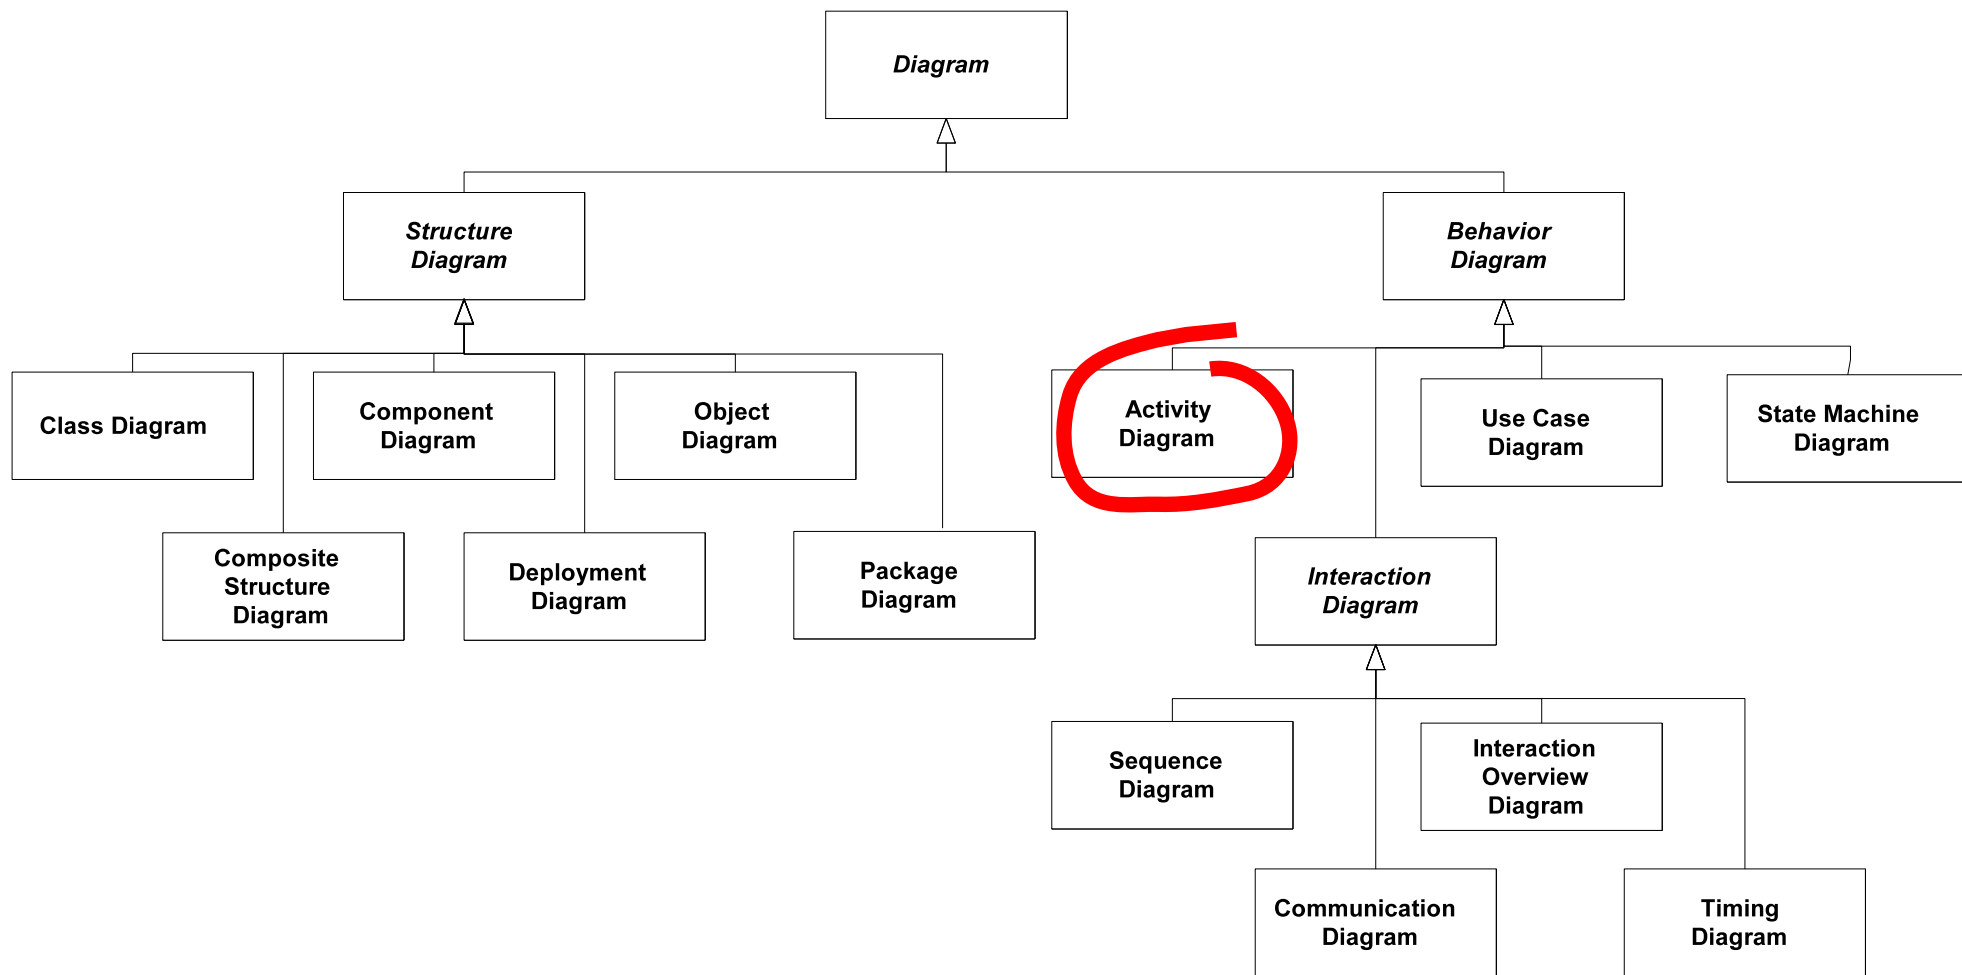 Diagram
Structure
Diagram
Behavior
Diagram
Class Diagram
Component
Diagram
Object
Diagram
Activity
Diagram
Use Case
Diagram
State Machine
Diagram
Composite
Structure
Diagram
Deployment
Diagram
Package
Diagram
Interaction
Diagram
Sequence
Diagram
Interaction
Overview
Diagram
Communication
Diagram
Timing
Diagram